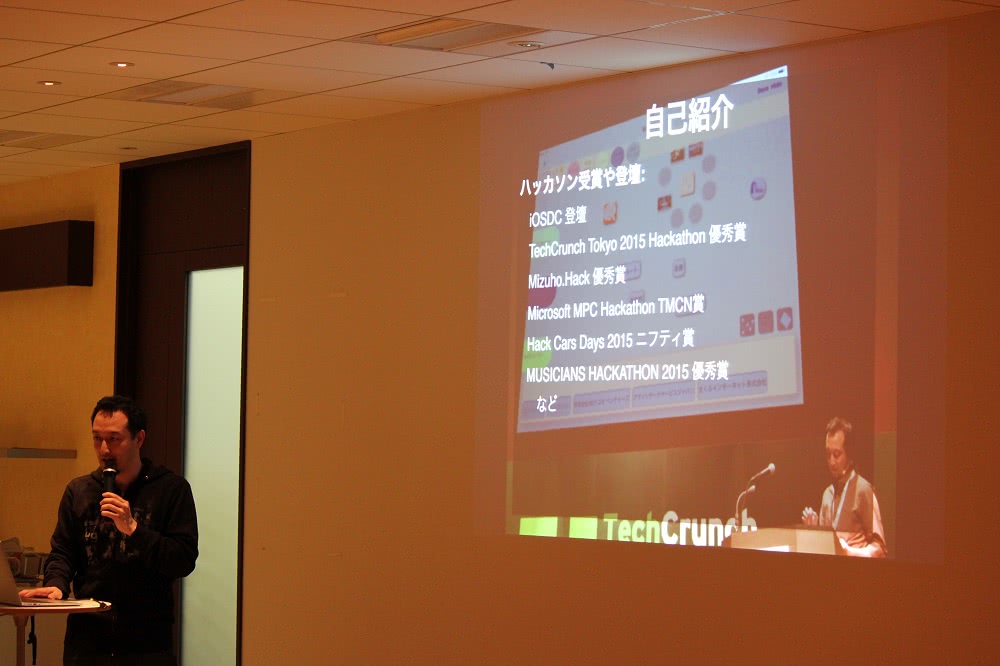 自己紹介
ハッカソン受賞や登壇:
iOSDC 登壇
TechCrunch Tokyo 2015 Hackathon 優秀賞
Mizuho.Hack 優秀賞
Microsoft MPC Hackathon TMCN賞
Hack Cars Days 2015 ニフティ賞
MUSICIANS HACKATHON 2015 優秀賞
など
TechCrunch